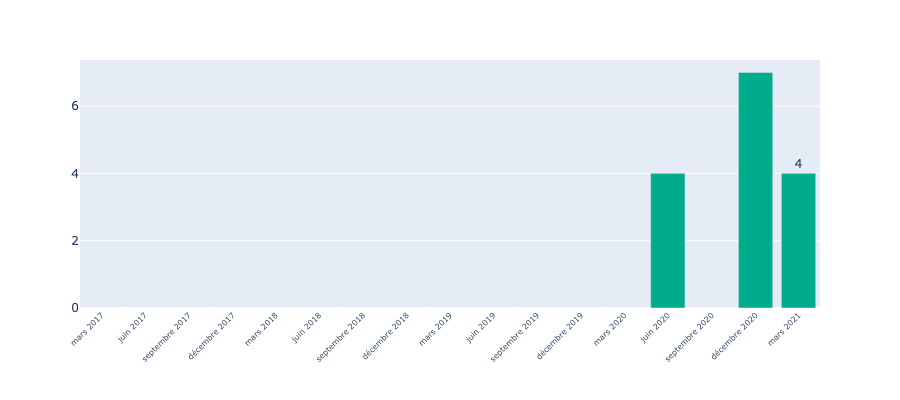 6
4
4
2
0
mars 2017
juin 2017
septembre 2017
décembre 2017
mars 2018
juin 2018
septembre 2018
décembre 2018
mars 2019
juin 2019
septembre 2019
décembre 2019
mars 2020
juin 2020
septembre 2020
décembre 2020
mars 2021